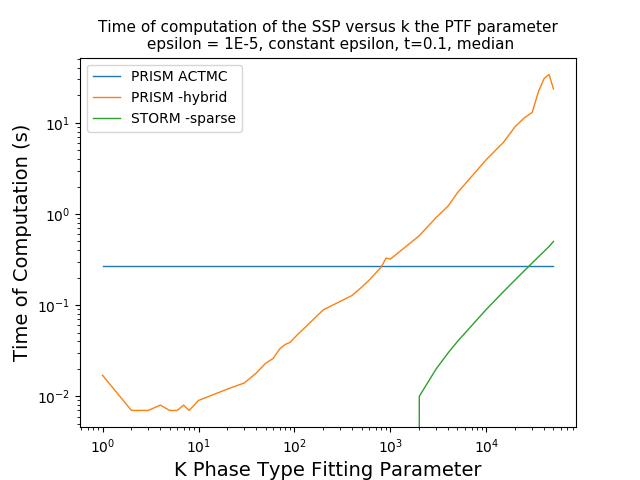 Time of computation of the SSP versus k the PTF parameter
epsilon = 1E-5, constant epsilon, t=0.1, median
PRISM ACTMC
PRISM -hybrid
STORM -sparse
Time of Computation (s)
10¹
10⁰
10⁻¹
10⁻²
10⁰ 10¹ 10² 10³ 10⁴
K Phase Type Fitting Parameter